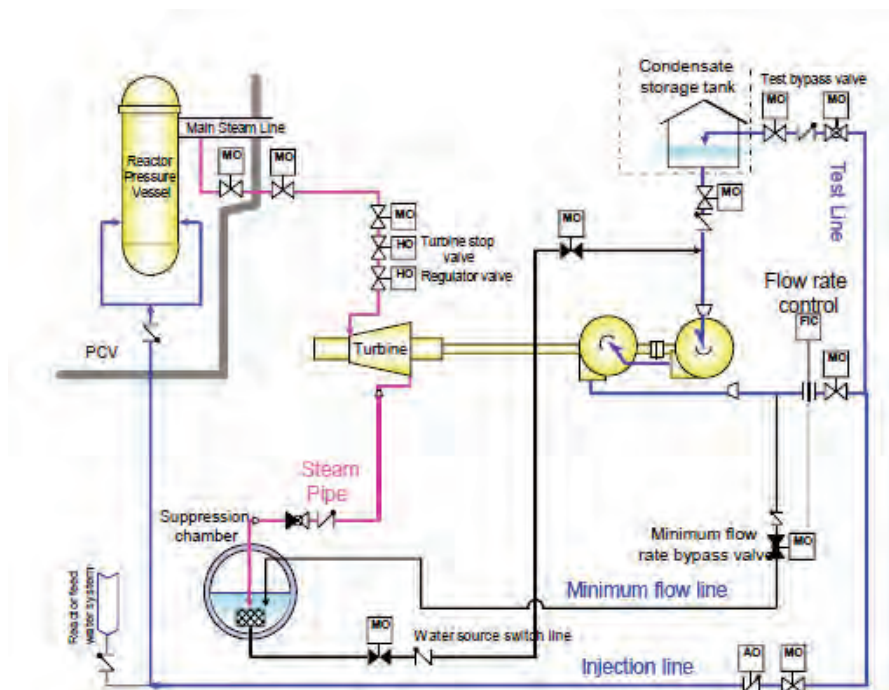 Condensate
storage tank
Test bypass valve
MO
MO
Main Steam Line
MO
MO
Reactor
Pressure
Vessel
MO
MO
MO
HO
Turbine stop
valve
HO
Regulator valve
Test Line
Flow rate
control
FIC
PCV
Turbine
MO
Steam
Pipe
Suppression
chamber
Minimum flow
rate bypass valve
MO
Reactor feed
water system
Minimum flow line
MO
Water source switch line
Injection line
AO
MO